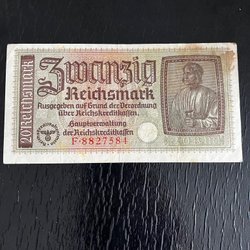 20 Reichsmark
Zwanzig
Reichsmark
Ausgegeben auf Grund der Verordnung
über Reichskreditkassen.
Hauptverwaltung
der Reichskreditkassen
F·8827584